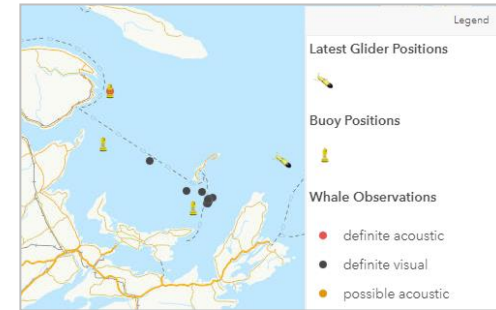 Legend
Latest Glider Positions
Buoy Positions
Whale Observations
definite acoustic
definite visual
possible acoustic